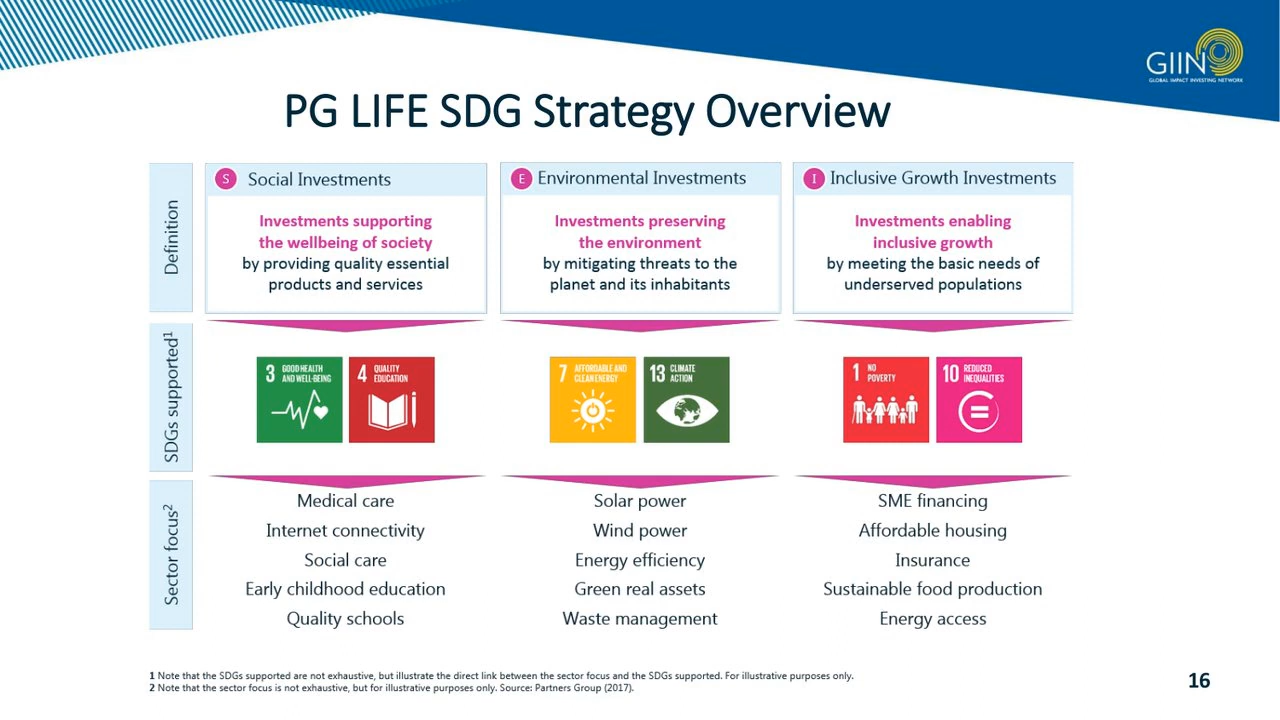 GIIN
GLOBAL IMPACT INVESTING NETWORK
PG LIFE SDG Strategy Overview
Definition
S Social Investments
Investments supporting
the wellbeing of society
by providing quality essential
products and services
E Environmental Investments
Investments preserving
the environment
by mitigating threats to the
planet and its inhabitants
I Inclusive Growth Investments
Investments enabling
inclusive growth
by meeting the basic needs of
underserved populations
SDGs supported1
3 GOOD HEALTH
AND WELL-BEING
4 QUALITY
EDUCATION
7 AFFORDABLE AND
CLEAN ENERGY
13 CLIMATE
ACTION
1 NO
POVERTY
10 REDUCED
INEQUALITIES
Sector focus2
Medical care
Internet connectivity
Social care
Early childhood education
Quality schools
Solar power
Wind power
Energy efficiency
Green real assets
Waste management
SME financing
Affordable housing
Insurance
Sustainable food production
Energy access
1 Note that the SDGs supported are not exhaustive, but illustrate the direct link between the sector focus and the SDGs supported. For illustrative purposes only.
2 Note that the sector focus is not exhaustive, but for illustrative purposes only. Source: Partners Group (2017).
16